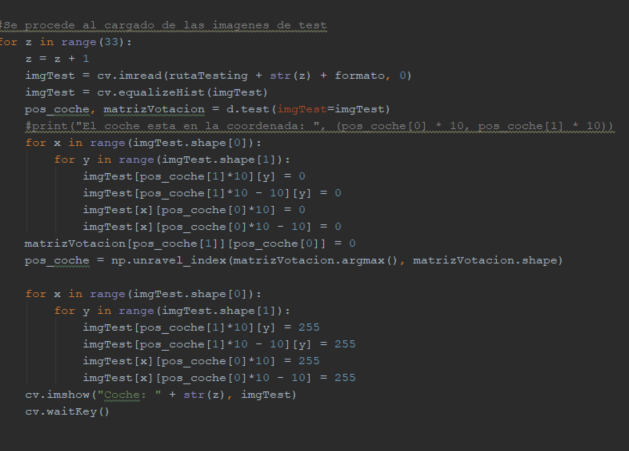 #Se procede al cargado de las imagenes de test
for z in range(33):
    z = z + 1
    imgTest = cv.imread(rutaTesting + str(z) + formato, 0)
    imgTest = cv.equalizeHist(imgTest)
    pos_coche, matrizVotacion = d.test(imgTest=imgTest)
    #print("El coche esta en la coordenada: ", (pos_coche[0] * 10, pos_coche[1] * 10))
    for x in range(imgTest.shape[0]):
        for y in range(imgTest.shape[1]):
            imgTest[pos_coche[1]*10][y] = 0
            imgTest[pos_coche[1]*10 - 10][y] = 0
            imgTest[x][pos_coche[0]*10] = 0
            imgTest[x][pos_coche[0]*10 - 10] = 0
    matrizVotacion[pos_coche[1]][pos_coche[0]] = 0
    pos_coche = np.unravel_index(matrizVotacion.argmax(), matrizVotacion.shape)
    for x in range(imgTest.shape[0]):
        for y in range(imgTest.shape[1]):
            imgTest[pos_coche[1]*10][y] = 255
            imgTest[pos_coche[1]*10 - 10][y] = 255
            imgTest[x][pos_coche[0]*10] = 255
            imgTest[x][pos_coche[0]*10 - 10] = 255
    cv.imshow("Coche: " + str(z), imgTest)
    cv.waitKey()